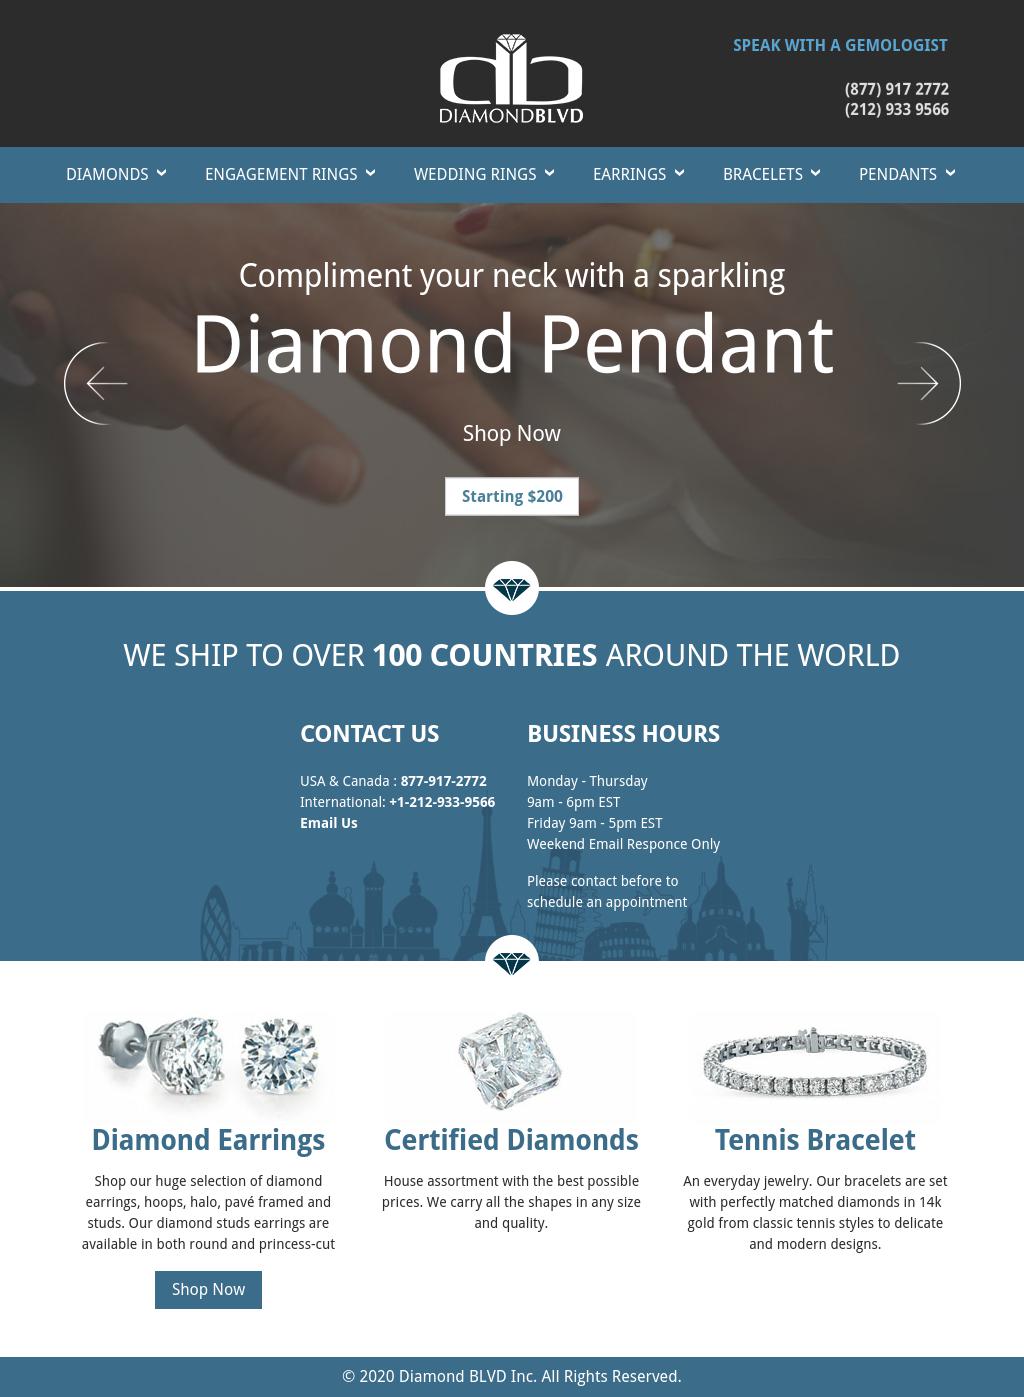 DIAMONDBLVD
SPEAK WITH A GEMOLOGIST
(877) 917 2772
(212) 933 9566
DIAMONDS
ENGAGEMENT RINGS
WEDDING RINGS
EARRINGS
BRACELETS
PENDANTS
Compliment your neck with a sparkling
Diamond Pendant
Shop Now
Starting $200
WE SHIP TO OVER 100 COUNTRIES AROUND THE WORLD
CONTACT US
USA & Canada : 877-917-2772
International: +1-212-933-9566
Email Us
BUSINESS HOURS
Monday - Thursday
9am - 6pm EST
Friday 9am - 5pm EST
Weekend Email Responce Only
Please contact before to
schedule an appointment
Diamond Earrings
Shop our huge selection of diamond
earrings, hoops, halo, pavé framed and
studs. Our diamond studs earrings are
available in both round and princess-cut
Shop Now
Certified Diamonds
House assortment with the best possible
prices. We carry all the shapes in any size
and quality.
Tennis Bracelet
An everyday jewelry. Our bracelets are set
with perfectly matched diamonds in 14k
gold from classic tennis styles to delicate
and modern designs.
© 2020 Diamond BLVD Inc. All Rights Reserved.